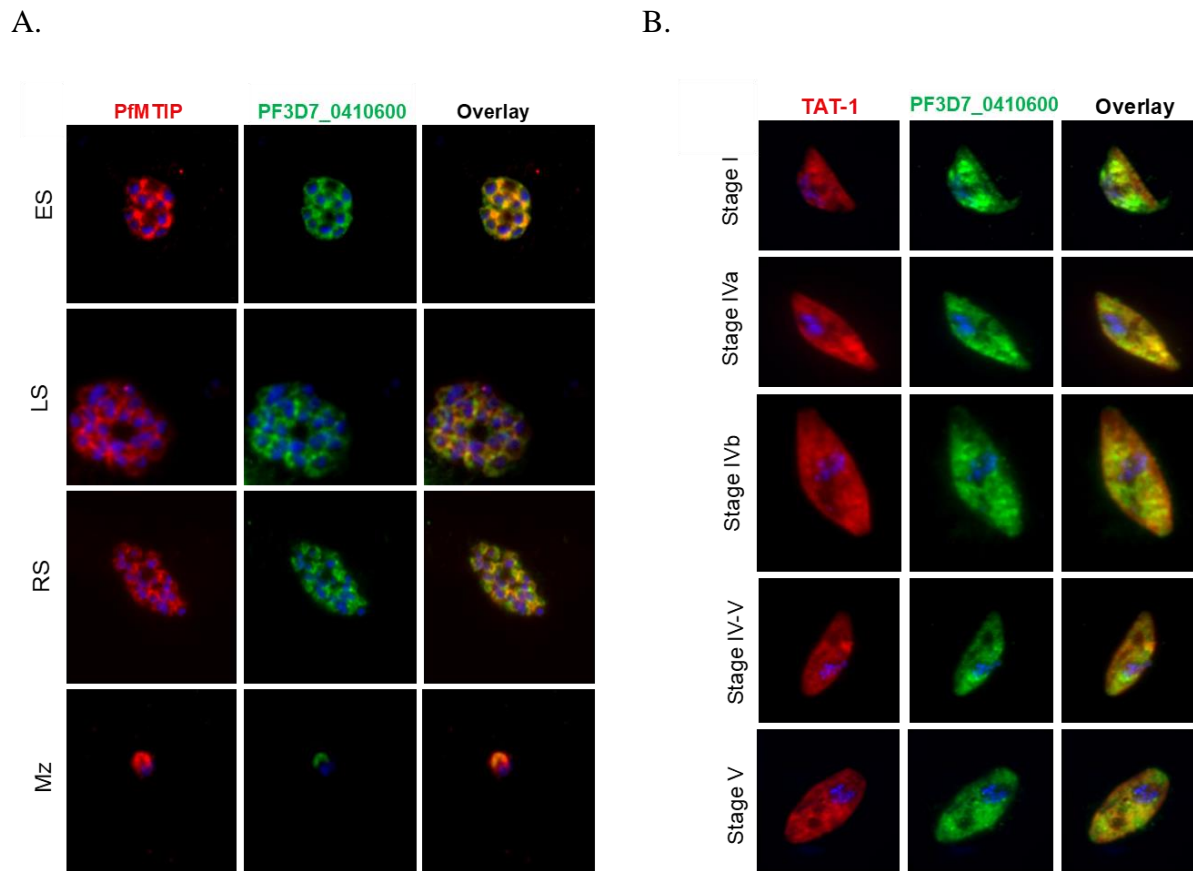 A.
B.
PfMTIP PF3D7_0410600 Overlay
ES
LS
RS
Mz
TAT-1 PF3D7_0410600 Overlay
Stage I
Stage IVa
Stage IVb
Stage IV-V
Stage V